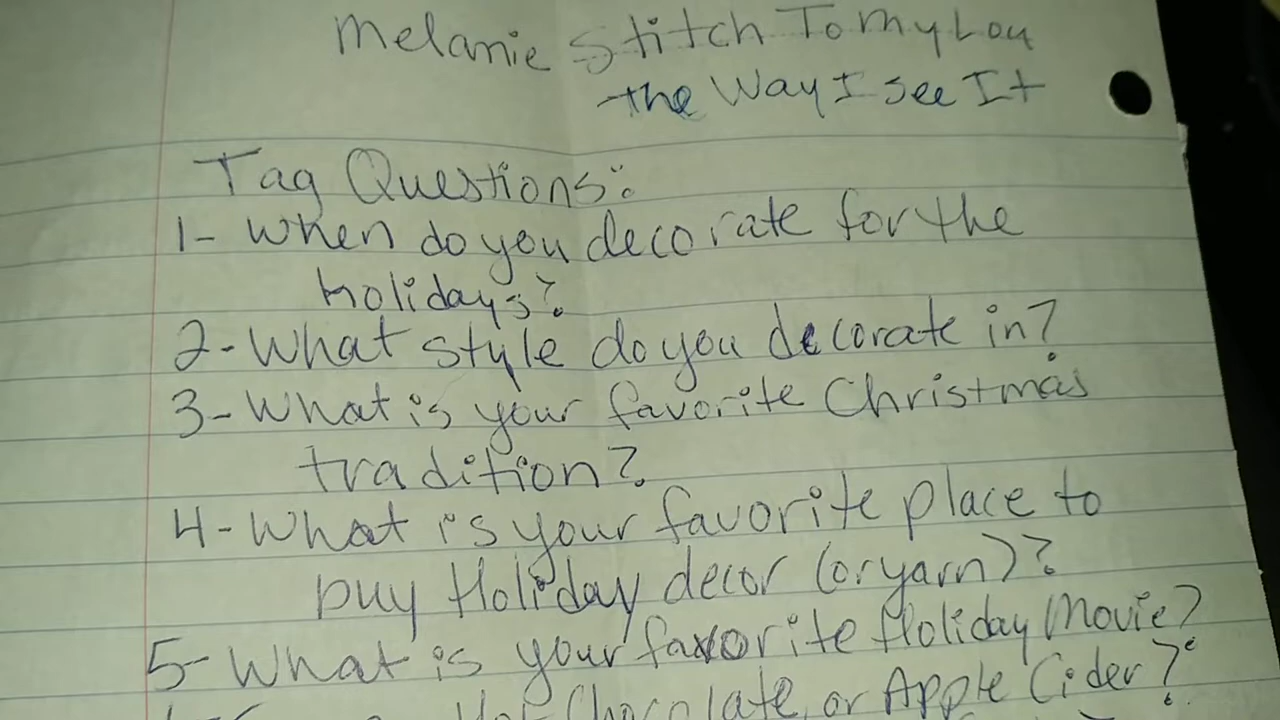 Melanie Stitch To My Lou
the Way I see It
Tag Questions:
1- When do you decorate for the
holidays?
2- What style do you decorate in?
3- What is your favorite Christmas
tradition?
4- What is your favorite place to
buy Holiday decor (or yarn)?
5- What is your favorite Holiday Movie?
Hot Chocolate, or Apple Cider?